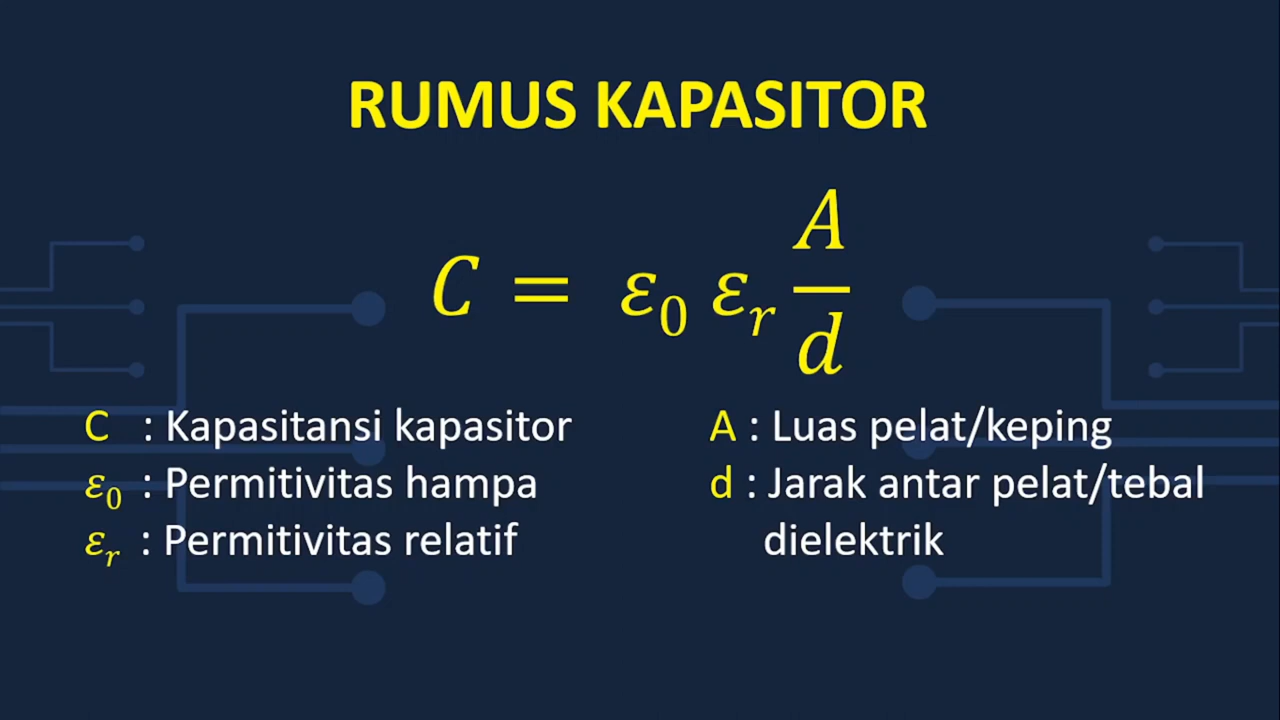 RUMUS KAPASITOR
C = ε₀ εᵣ A/d
C : Kapasitansi kapasitor
ε₀ : Permitivitas hampa
εᵣ : Permitivitas relatif
A : Luas pelat/keping
d : Jarak antar pelat/tebal
dielektrik